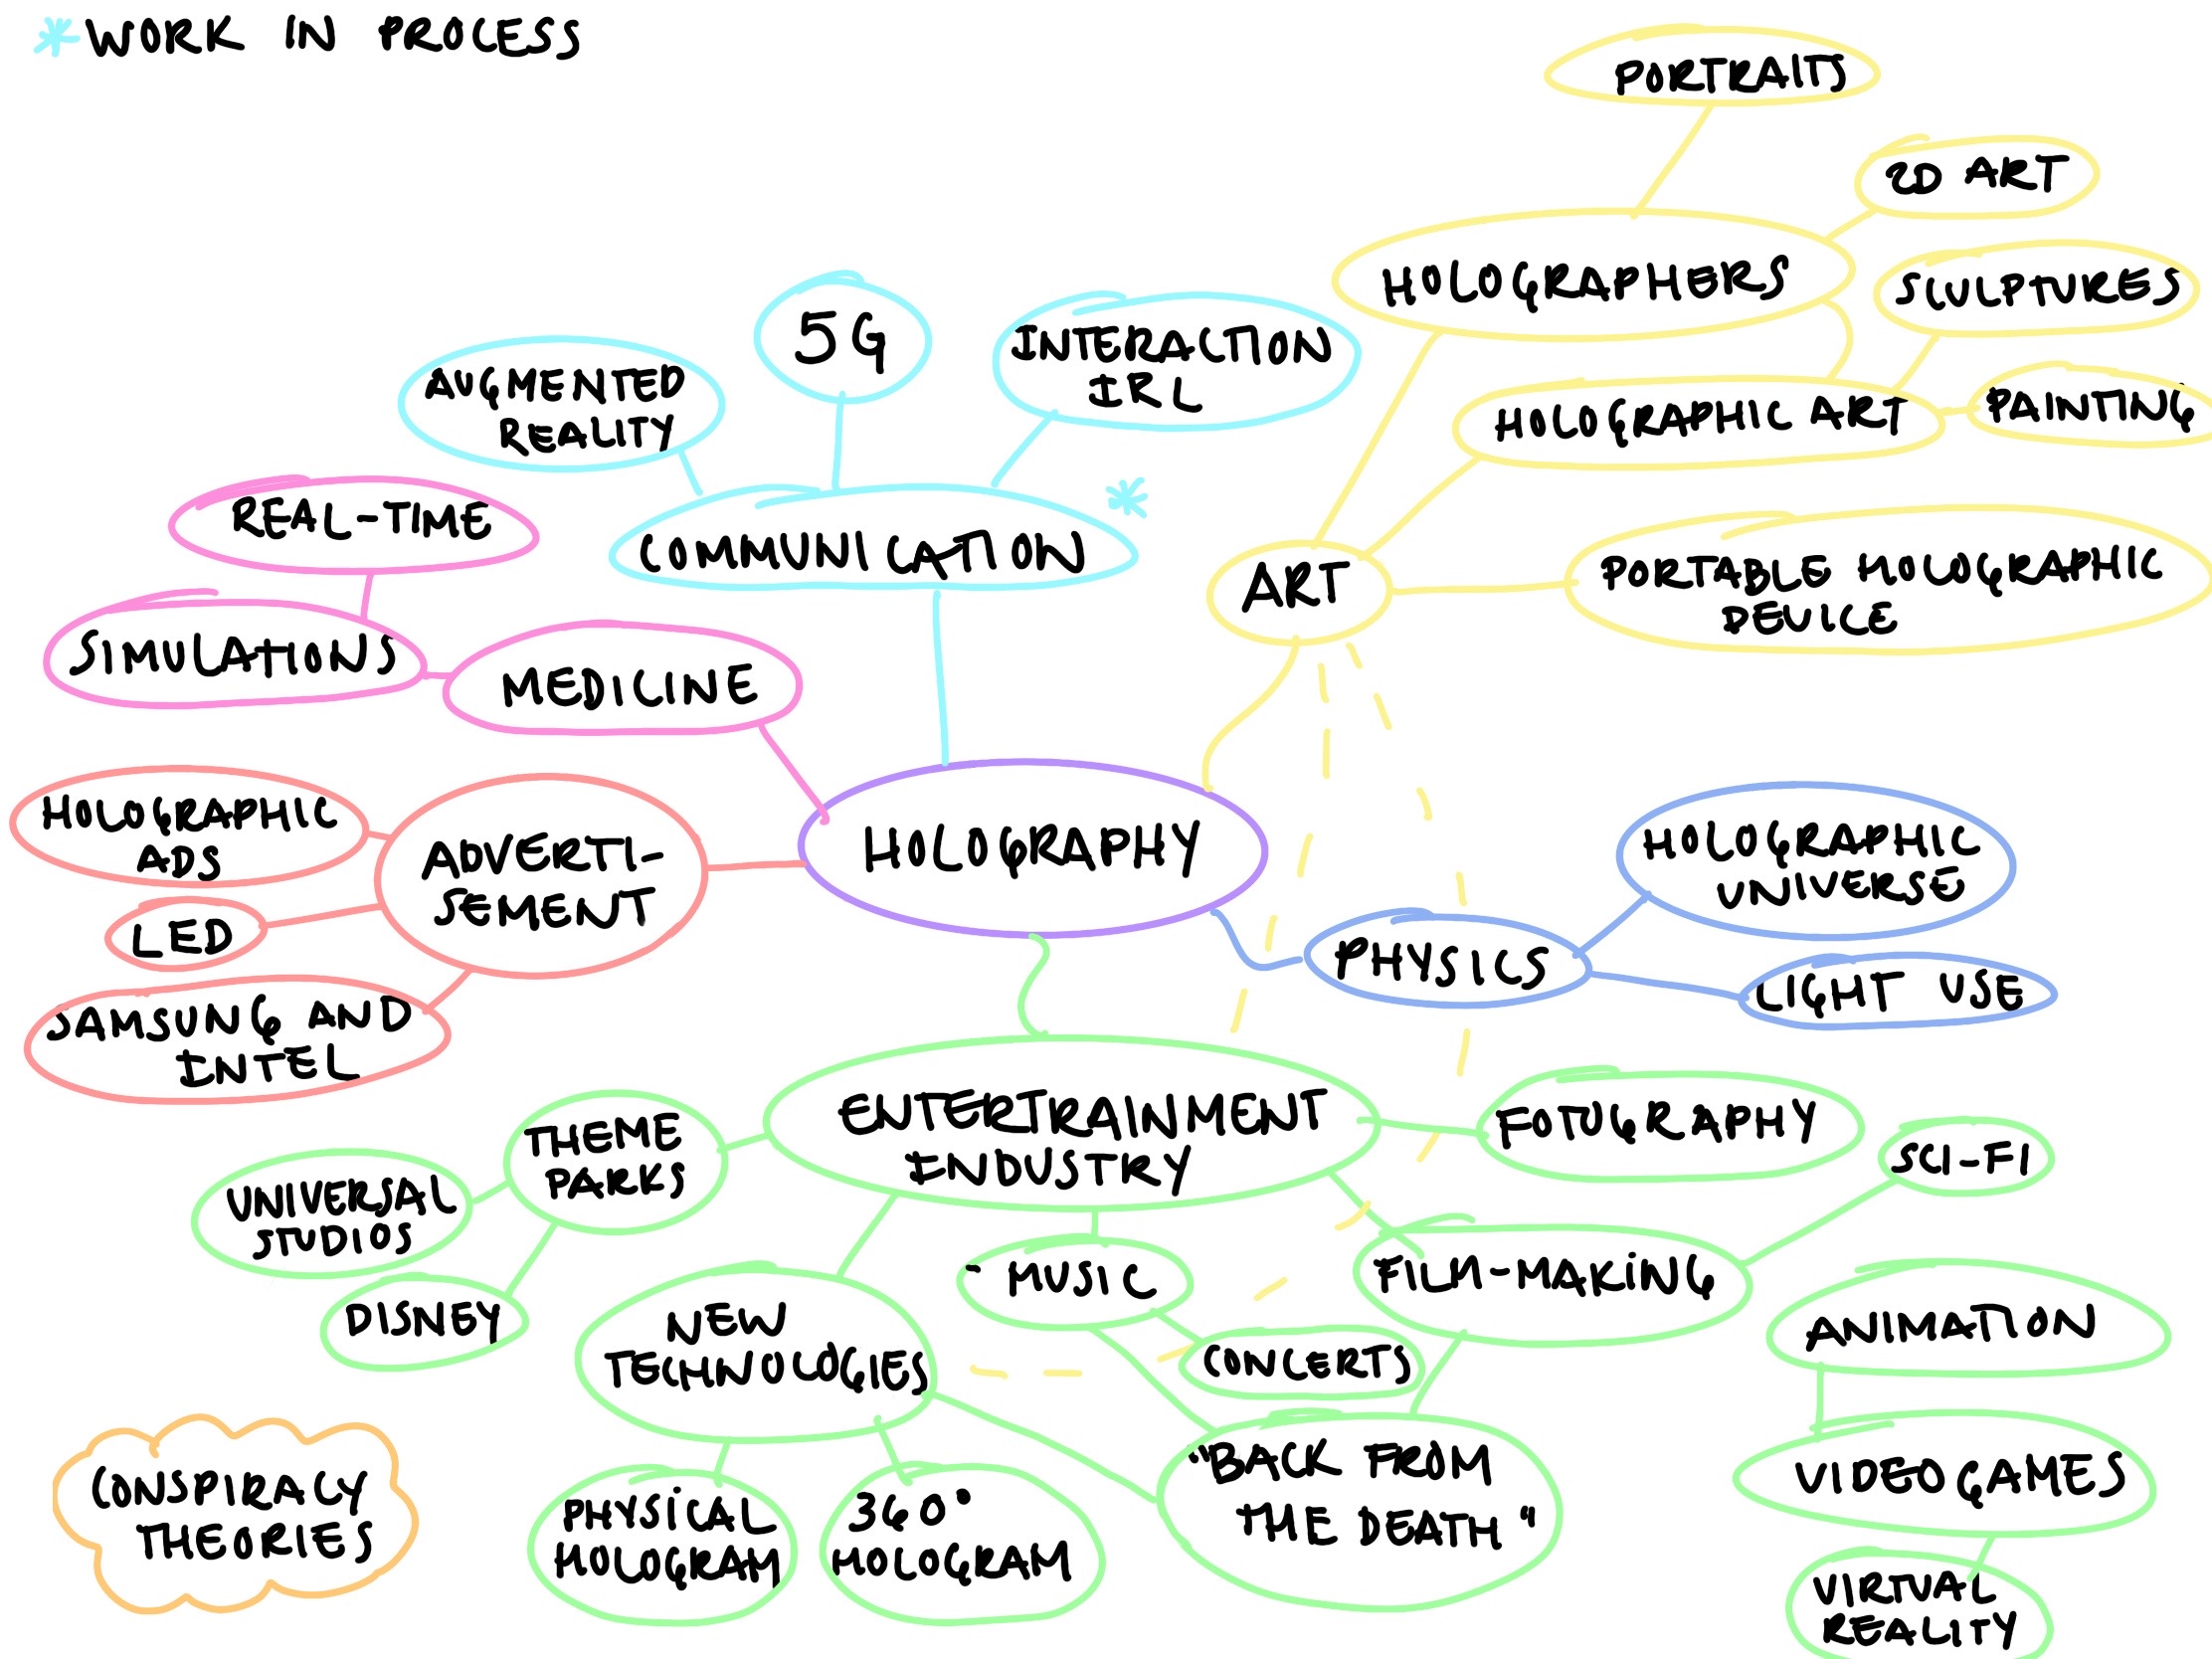 *WORK IN PROCESS
PORTRAITS
2D ART
HOLOGRAPHERS
SCULPTURES
5G
INTERACTION
IRL
AUGMENTED
REALITY
HOLOGRAPHIC ART
PAINTING
REAL-TIME
COMMUNICATION
*
ART
PORTABLE HOLOGRAPHIC
DEVICE
SIMULATIONS
MEDICINE
HOLOGRAPHIC
ADS
ADVERTI-
SEMENT
HOLOGRAPHY
HOLOGRAPHIC
UNIVERSE
LED
PHYSICS
LIGHT USE
SAMSUNG AND
INTEL
THEME
PARKS
ENTERTRAINMENT
INDUSTRY
FOTOGRAPHY
SCI-FI
UNIVERSAL
STUDIOS
DISNEY
MUSIC
FILM-MAKING
NEW
TECHNOLOGIES
CONCERTS
ANIMATION
CONSPIRACY
THEORIES
PHYSICAL
HOLOGRAM
360°
HOLOGRAM
"BACK FROM
THE DEATH"
VIDEOGAMES
VIRTUAL
REALITY